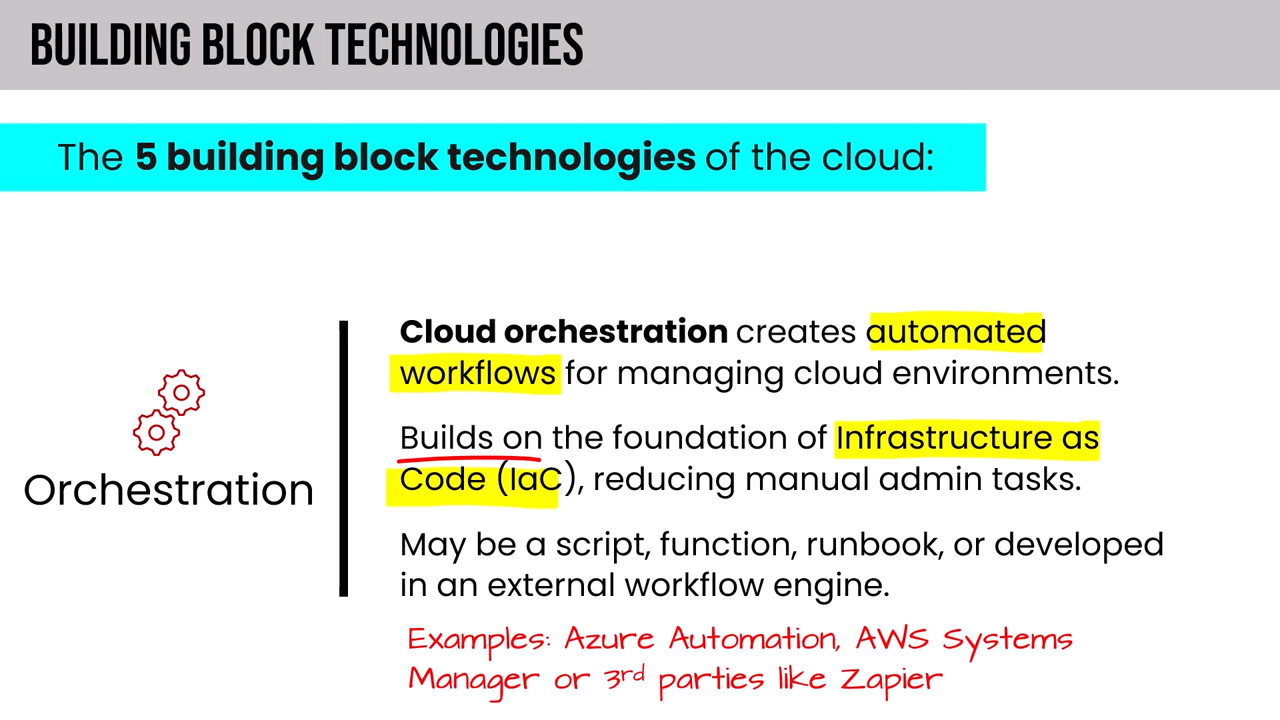 BUILDING BLOCK TECHNOLOGIES
The 5 building block technologies of the cloud:
Cloud orchestration creates automated
workflows for managing cloud environments.
Builds on the foundation of Infrastructure as
Code (IaC), reducing manual admin tasks.
Orchestration
May be a script, function, runbook, or developed
in an external workflow engine.
Examples: Azure Automation, AWS Systems
Manager or 3rd parties like Zapier